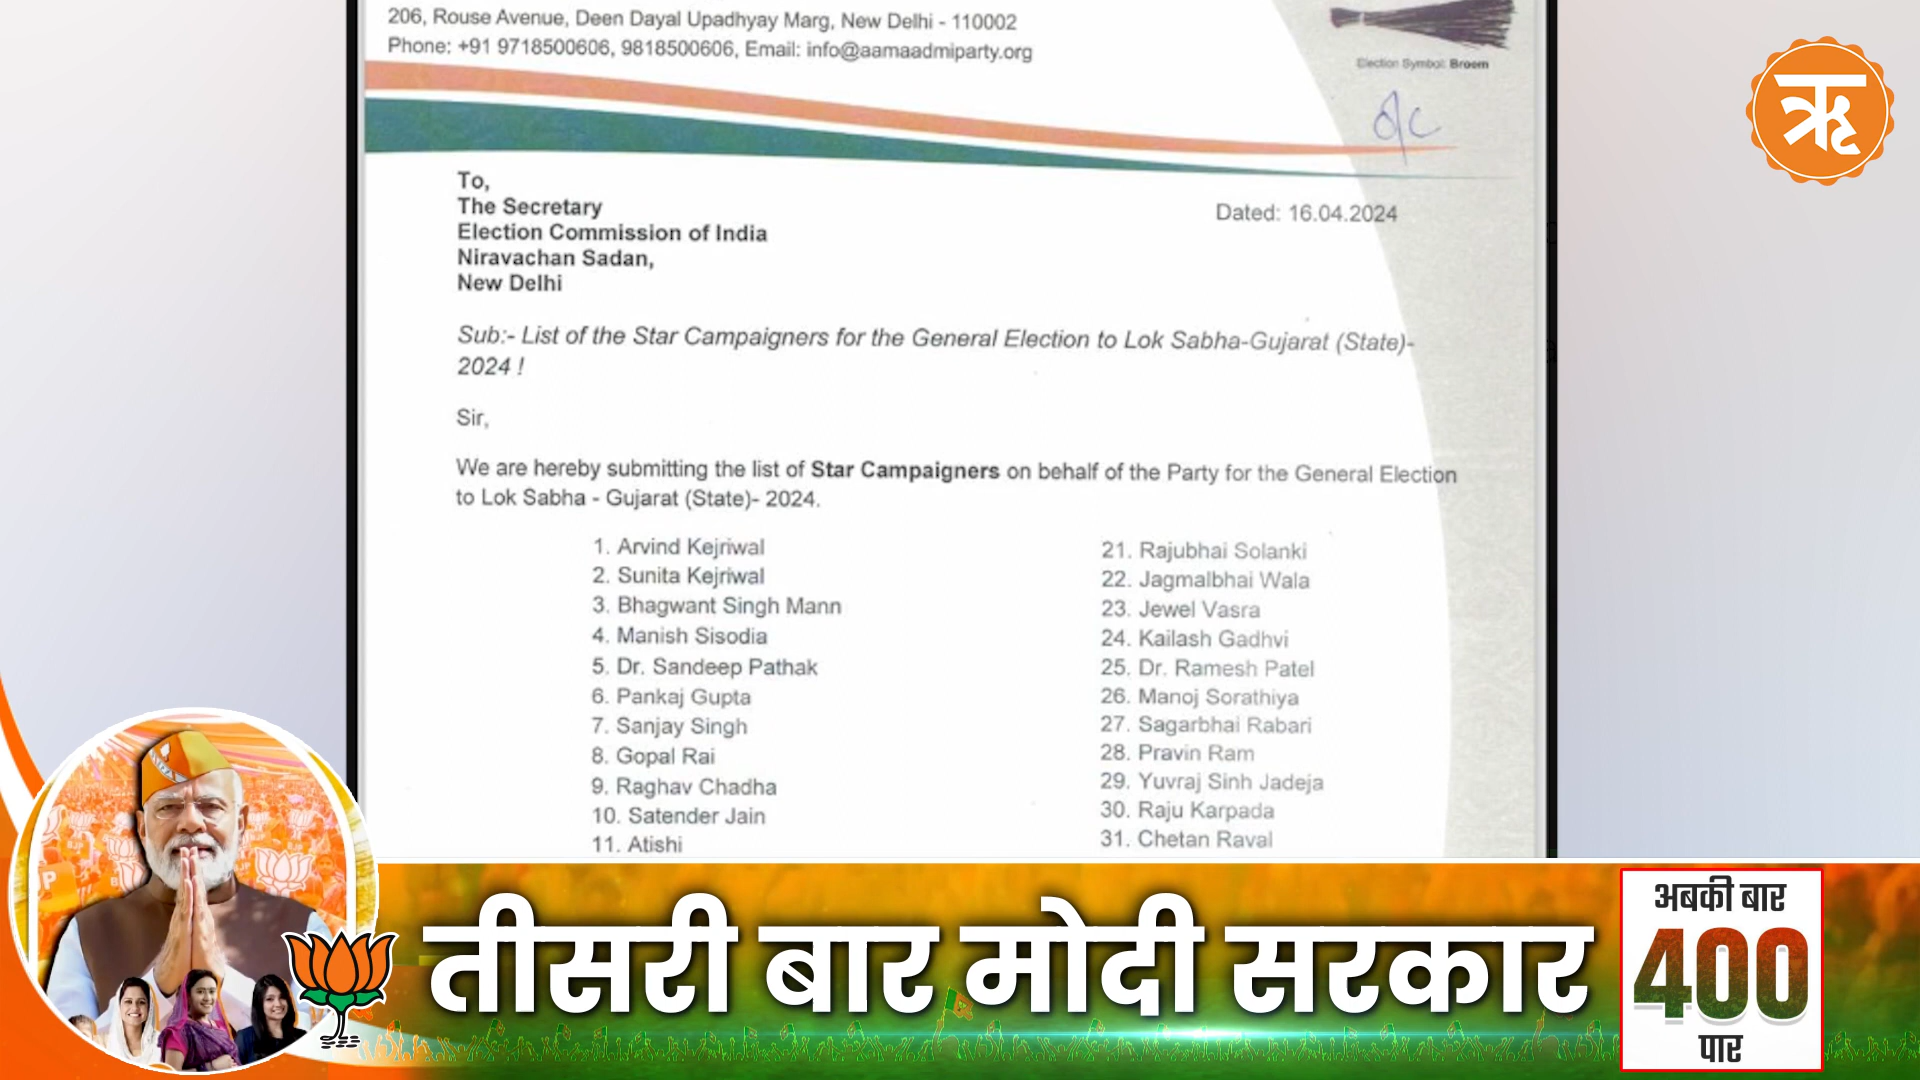 206, Rouse Avenue, Deen Dayal Upadhyay Marg, New Delhi - 110002
Phone: +91 9718500606, 9818500606, Email: info@aamaadmiparty.org
Election Symbol: Broom
ॠ
To,
The Secretary
Dated: 16.04.2024
Election Commission of India
Niravachan Sadan,
New Delhi
Sub:- List of the Star Campaigners for the General Election to Lok Sabha-Gujarat (State)-
2024 !
Sir,
We are hereby submitting the list of Star Campaigners on behalf of the Party for the General Election
to Lok Sabha - Gujarat (State)- 2024.
1. Arvind Kejriwal
2. Sunita Kejriwal
3. Bhagwant Singh Mann
4. Manish Sisodia
5. Dr. Sandeep Pathak
6. Pankaj Gupta
7. Sanjay Singh
8. Gopal Rai
9. Raghav Chadha
10. Satender Jain
11. Atishi
21. Rajubhai Solanki
22. Jagmalbhai Wala
23. Jewel Vasra
24. Kailash Gadhvi
25. Dr. Ramesh Patel
26. Manoj Sorathiya
27. Sagarbhai Rabari
28. Pravin Ram
29. Yuvraj Sinh Jadeja
30. Raju Karpada
31. Chetan Raval
तीसरी बार मोदी सरकार
अबकी बार
400
पार